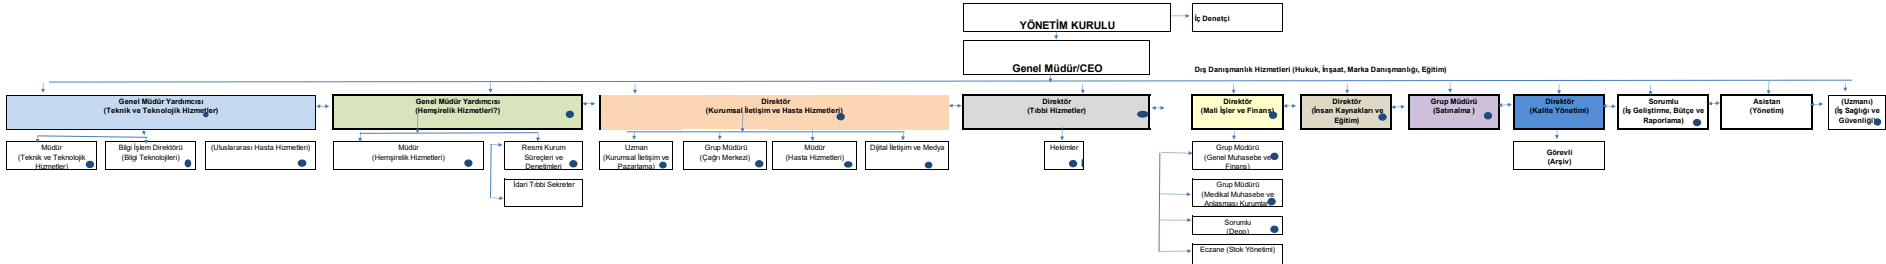 YÖNETİM KURULU
İç Denetçi
Genel Müdür/CEO
Dış Danışmanlık Hizmetleri (Hukuk, İnşaat, Marka Danışmanlığı, Eğitim)
Genel Müdür Yardımcısı
(Teknik ve Teknolojik Hizmetler)
Genel Müdür Yardımcısı
(Hemşirelik Hizmetleri?)
Direktör
(Kurumsal İletişim ve Hasta Hizmetleri)
Direktör
(Tıbbi Hizmetler)
Direktör
(Mali İşler ve Finans)
Direktör
(İnsan Kaynakları ve
Eğitim)
Grup Müdürü
(Satınalma )
Direktör
(Kalite Yönetimi)
Sorumlu
(İş Geliştirme, Bütçe ve
Raporlama)
Asistan
(Yönetim)
(Uzmanı)
(İş Sağlığı ve
Güvenliği)
Müdür
(Teknik ve Teknolojik
Hizmetler)
Bilgi İşlem Direktörü
(Bilgi Teknolojileri)
(Uluslararası Hasta Hizmetleri)
Müdür
(Hemşirelik Hizmetleri)
Resmi Kurum
Süreçleri ve
Denetimleri
İdari Tıbbi Sekreter
Uzman
(Kurumsal İletişim ve
Pazarlama)
Grup Müdürü
(Çağrı Merkezi)
Müdür
(Hasta Hizmetleri)
Dijital İletişim ve Medya
Hekimler
Grup Müdürü
(Genel Muhasebe ve
Finans)
Grup Müdürü
(Medikal Muhasebe ve
Anlaşması Kurumlar
Sorumlu
(Depo)
Eczane (Stok Yönetimi)
Görevli
(Arşiv)